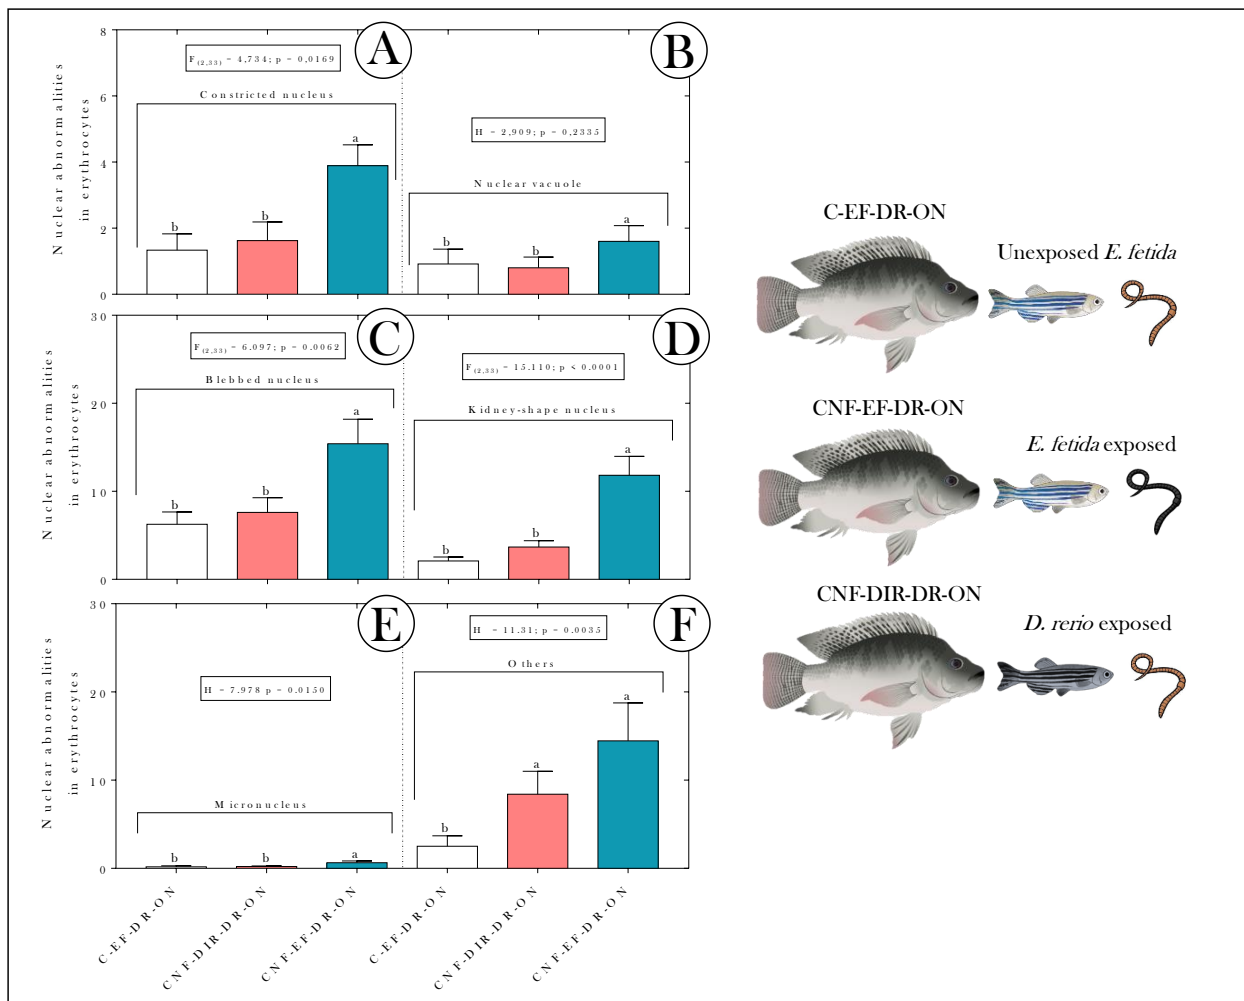 A
B
8
6
4
2
0
Nuclear abnormalities
in erythrocytes
F(2,33) = 4,734; p = 0,0169
Constricted nucleus
b
b
a
H = 2,909; p = 0,2335
Nuclear vacuole
b
b
a
C
D
30
20
10
0
Nuclear abnormalities
in erythrocytes
F(2,33) = 6.097; p = 0.0062
Blebbed nucleus
b
b
a
F(2,33) = 15.110; p < 0.0001
Kidney-shape nucleus
b
b
a
E
F
30
20
10
0
Nuclear abnormalities
in erythrocytes
H = 7.978 p = 0.0150
Micronucleus
b
b
a
H = 11.31; p = 0.0035
Others
b
a
a
C-EF-DR-ON
CNF-DIR-DR-ON
CNF-EF-DR-ON
C-EF-DR-ON
CNF-DIR-DR-ON
CNF-EF-DR-ON
C-EF-DR-ON
Unexposed E. fetida
CNF-EF-DR-ON
E. fetida exposed
CNF-DIR-DR-ON
D. rerio exposed